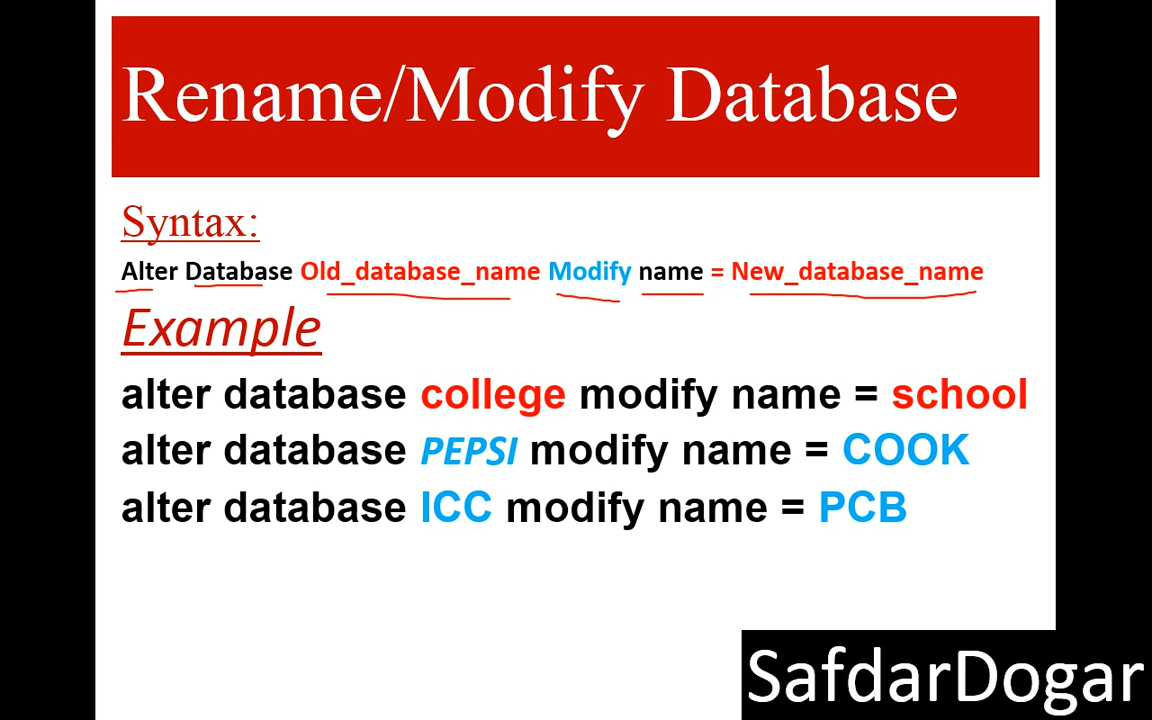 Rename/Modify Database
Syntax:
Alter Database Old_database_name Modify name = New_database_name
Example
alter database college modify name = school
alter database PEPSI modify name = COOK
alter database ICC modify name = PCB
SafdarDogar